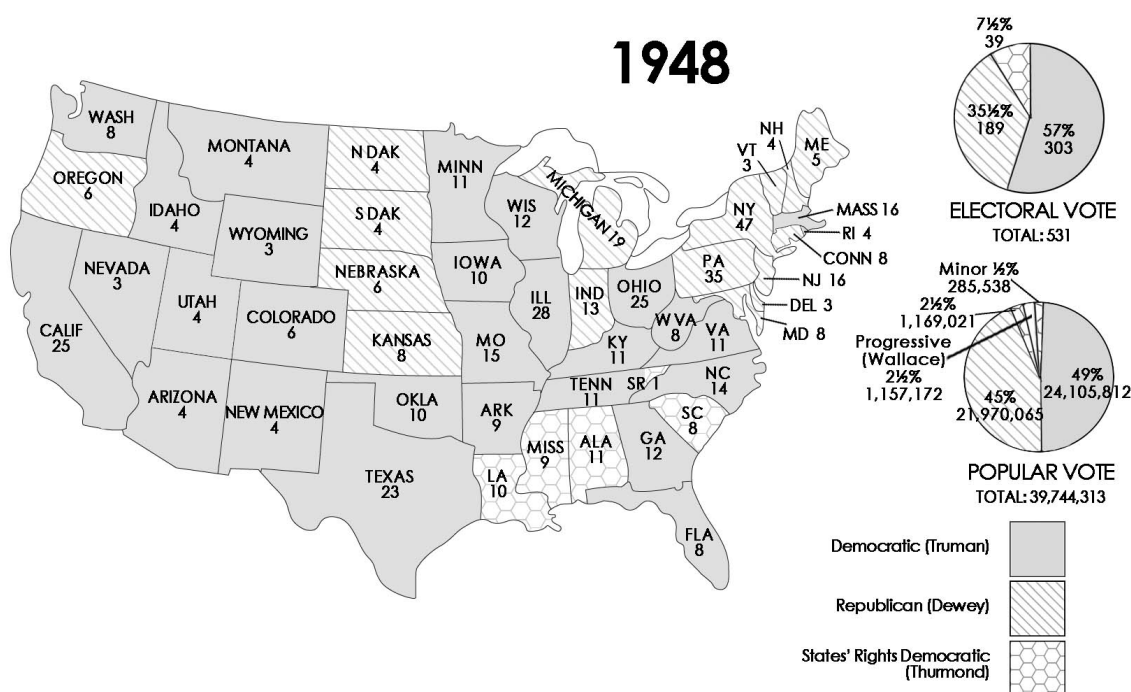 1948
WASH
8
OREGON
6
CALIF
25
NEVADA
3
IDAHO
4
MONTANA
4
WYOMING
3
UTAH
4
COLORADO
6
ARIZONA
4
NEW MEXICO
4
N DAK
4
S DAK
4
NEBRASKA
6
KANSAS
8
OKLA
10
TEXAS
23
MINN
11
IOWA
10
MO
15
ARK
9
LA
10
WIS
12
ILL
28
MICHIGAN 19
IND
13
OHIO
25
KY
11
TENN
11
SR 1
MISS
9
ALA
11
GA
12
FLA
8
SC
8
NC
14
VA
11
W VA
8
PA
35
NY
47
VT
3
NH
4
ME
5
MASS 16
RI 4
CONN 8
NJ 16
DEL 3
MD 8
7½%
39
35½%
189
57%
303
ELECTORAL VOTE
TOTAL: 531
Minor ½%
285,538
2½%
1,169,021
Progressive
(Wallace)
2½%
1,157,172
45%
21,970,065
49%
24,105,812
POPULAR VOTE
TOTAL: 39,744,313
Democratic (Truman)
Republican (Dewey)
States' Rights Democratic
(Thurmond)